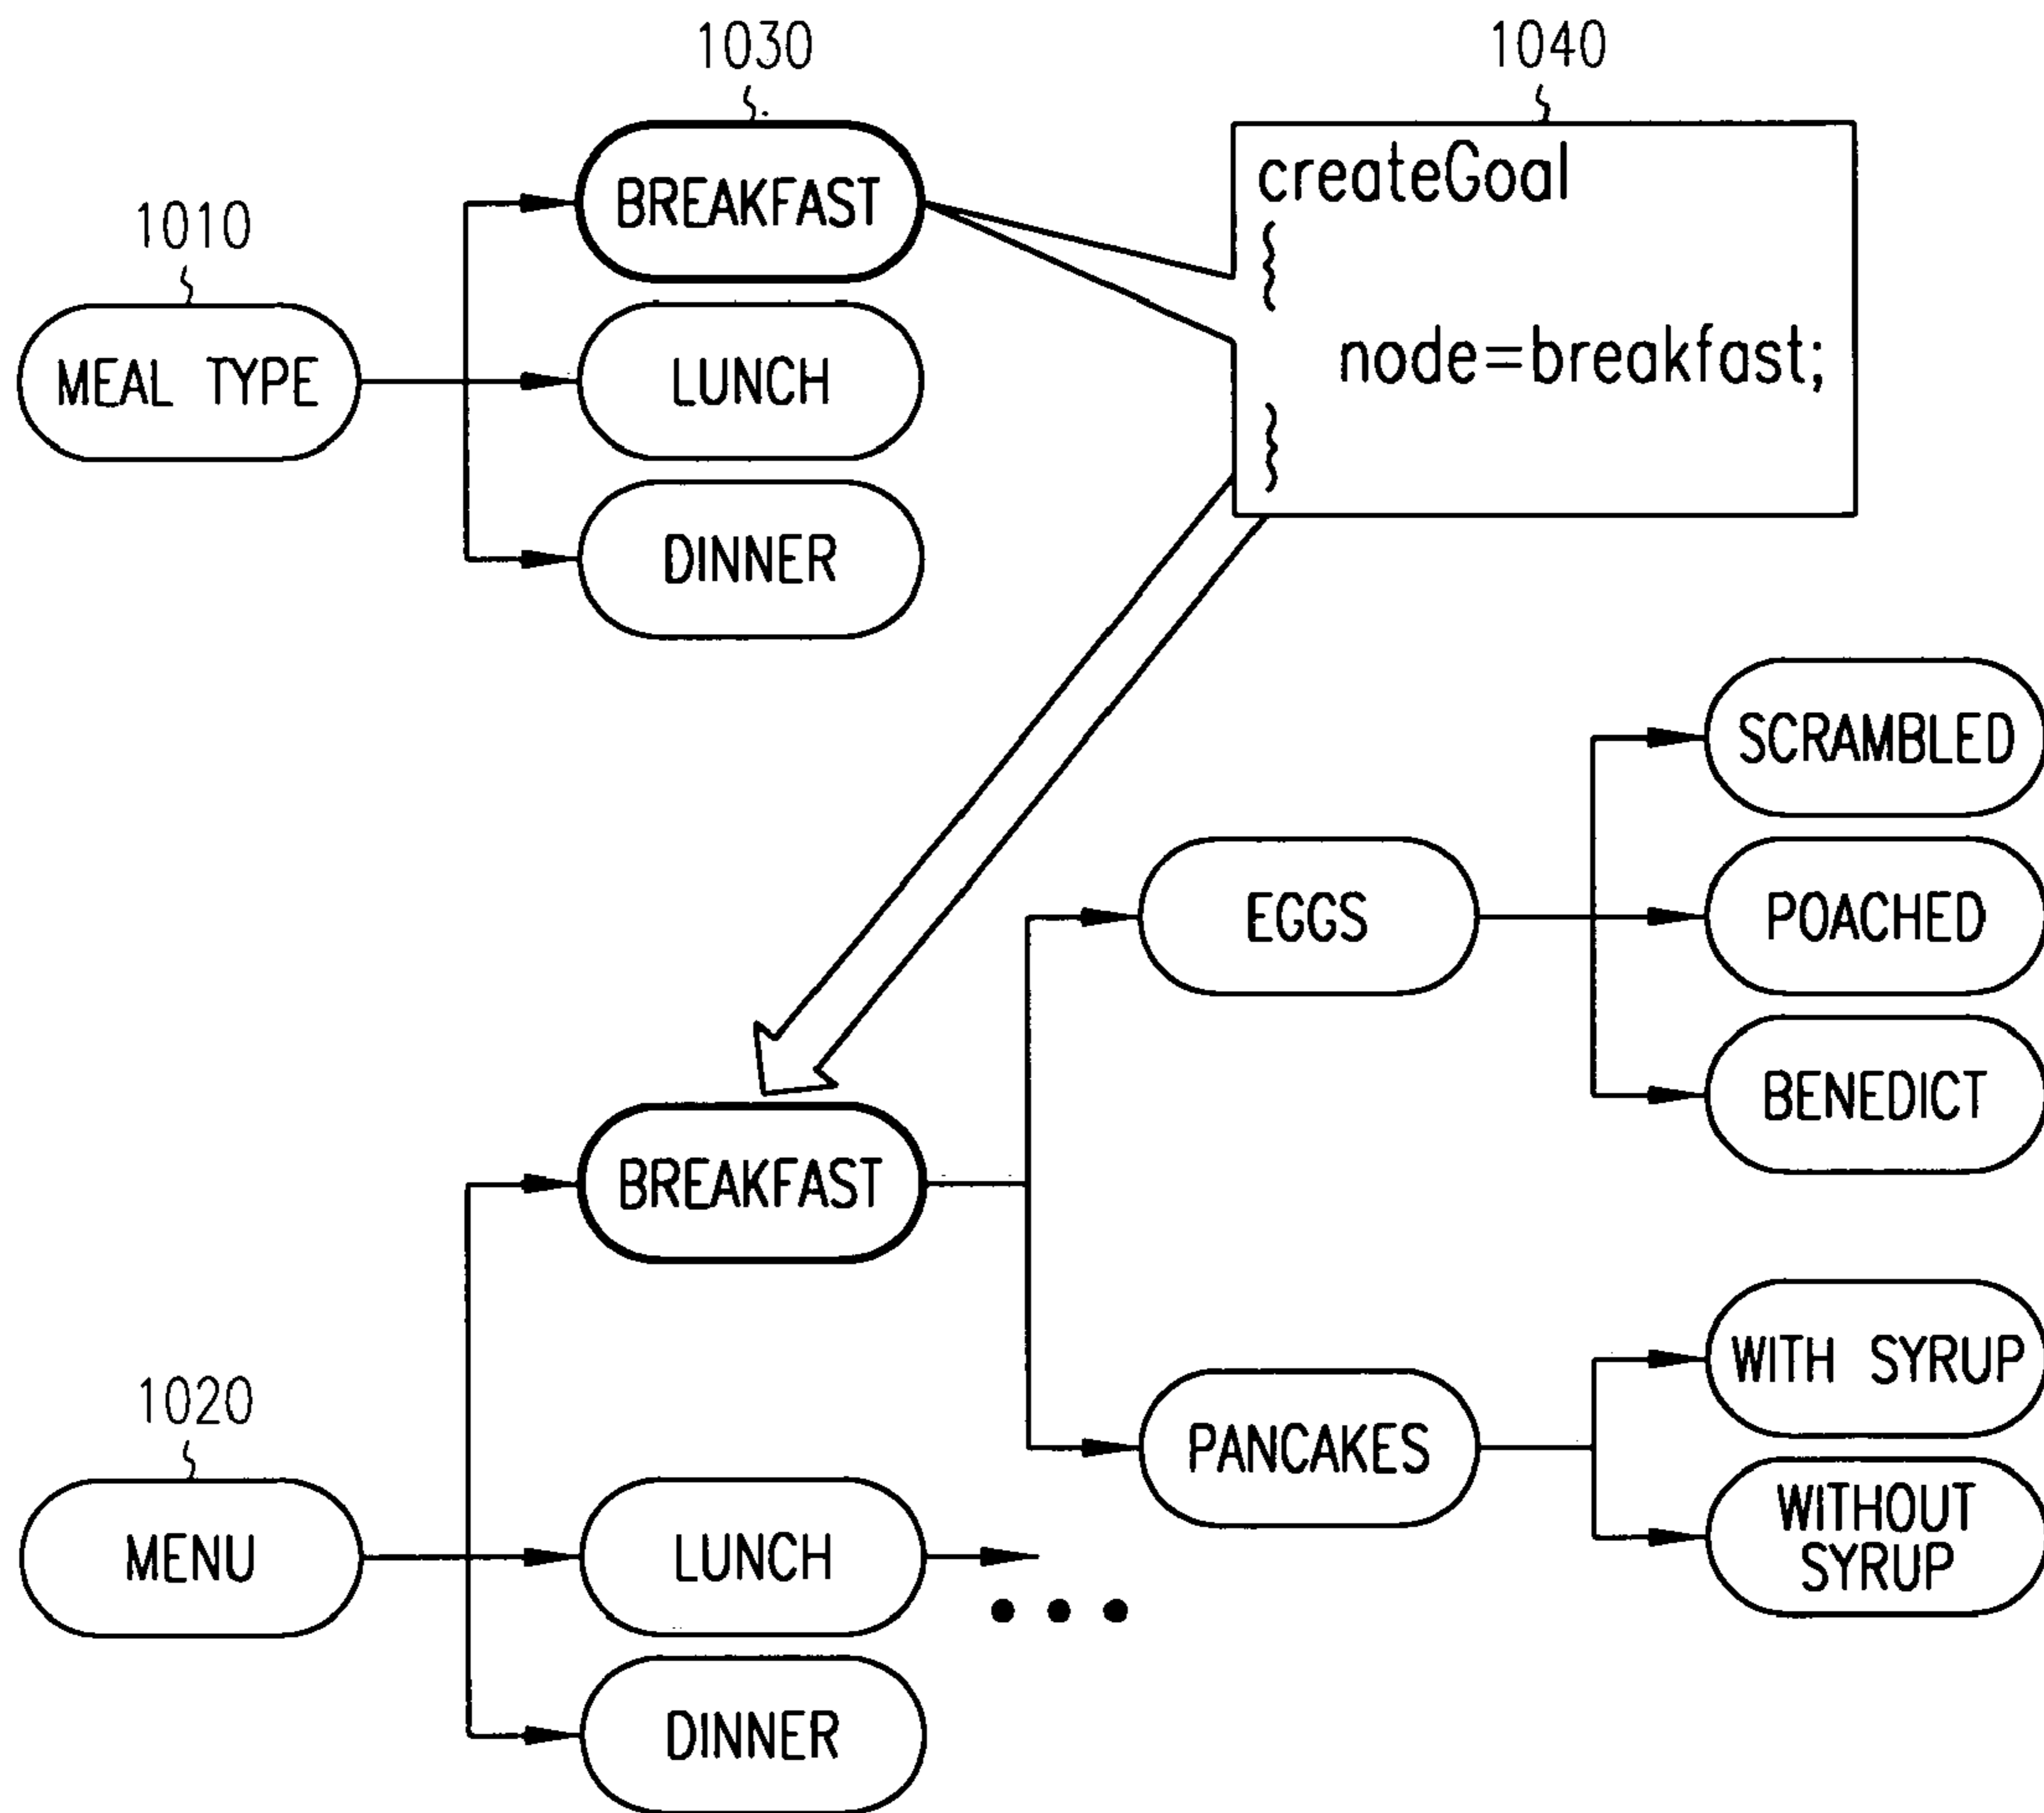 1030
1040
BREAKFAST
createGoal
{
1010
node=breakfast;
MEAL TYPE
LUNCH
}
DINNER
SCRAMBLED
EGGS
POACHED
BENEDICT
BREAKFAST
WITH SYRUP
1020
PANCAKES
WITHOUT
SYRUP
MENU
LUNCH
● ● ●
DINNER